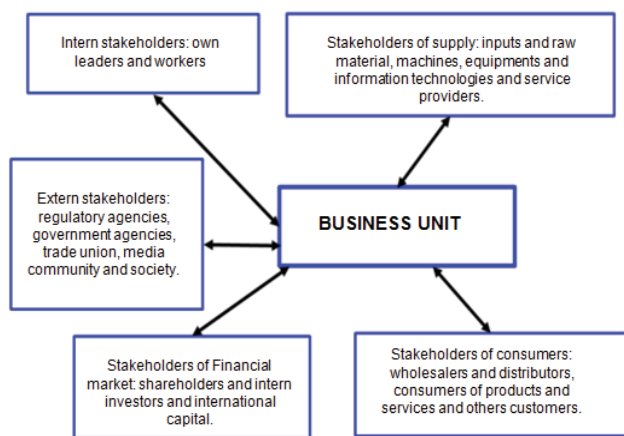 Intern stakeholders: own
leaders and workers
Stakeholders of supply: inputs and raw
material, machines, equipments and
information technologies and service
providers.
Extern stakeholders:
regulatory agencies,
government agencies,
trade union, media
community and society.
BUSINESS UNIT
Stakeholders of Financial
market: shareholders and intern
investors and international
capital.
Stakeholders of consumers:
wholesalers and distributors,
consumers of products and
services and others customers.